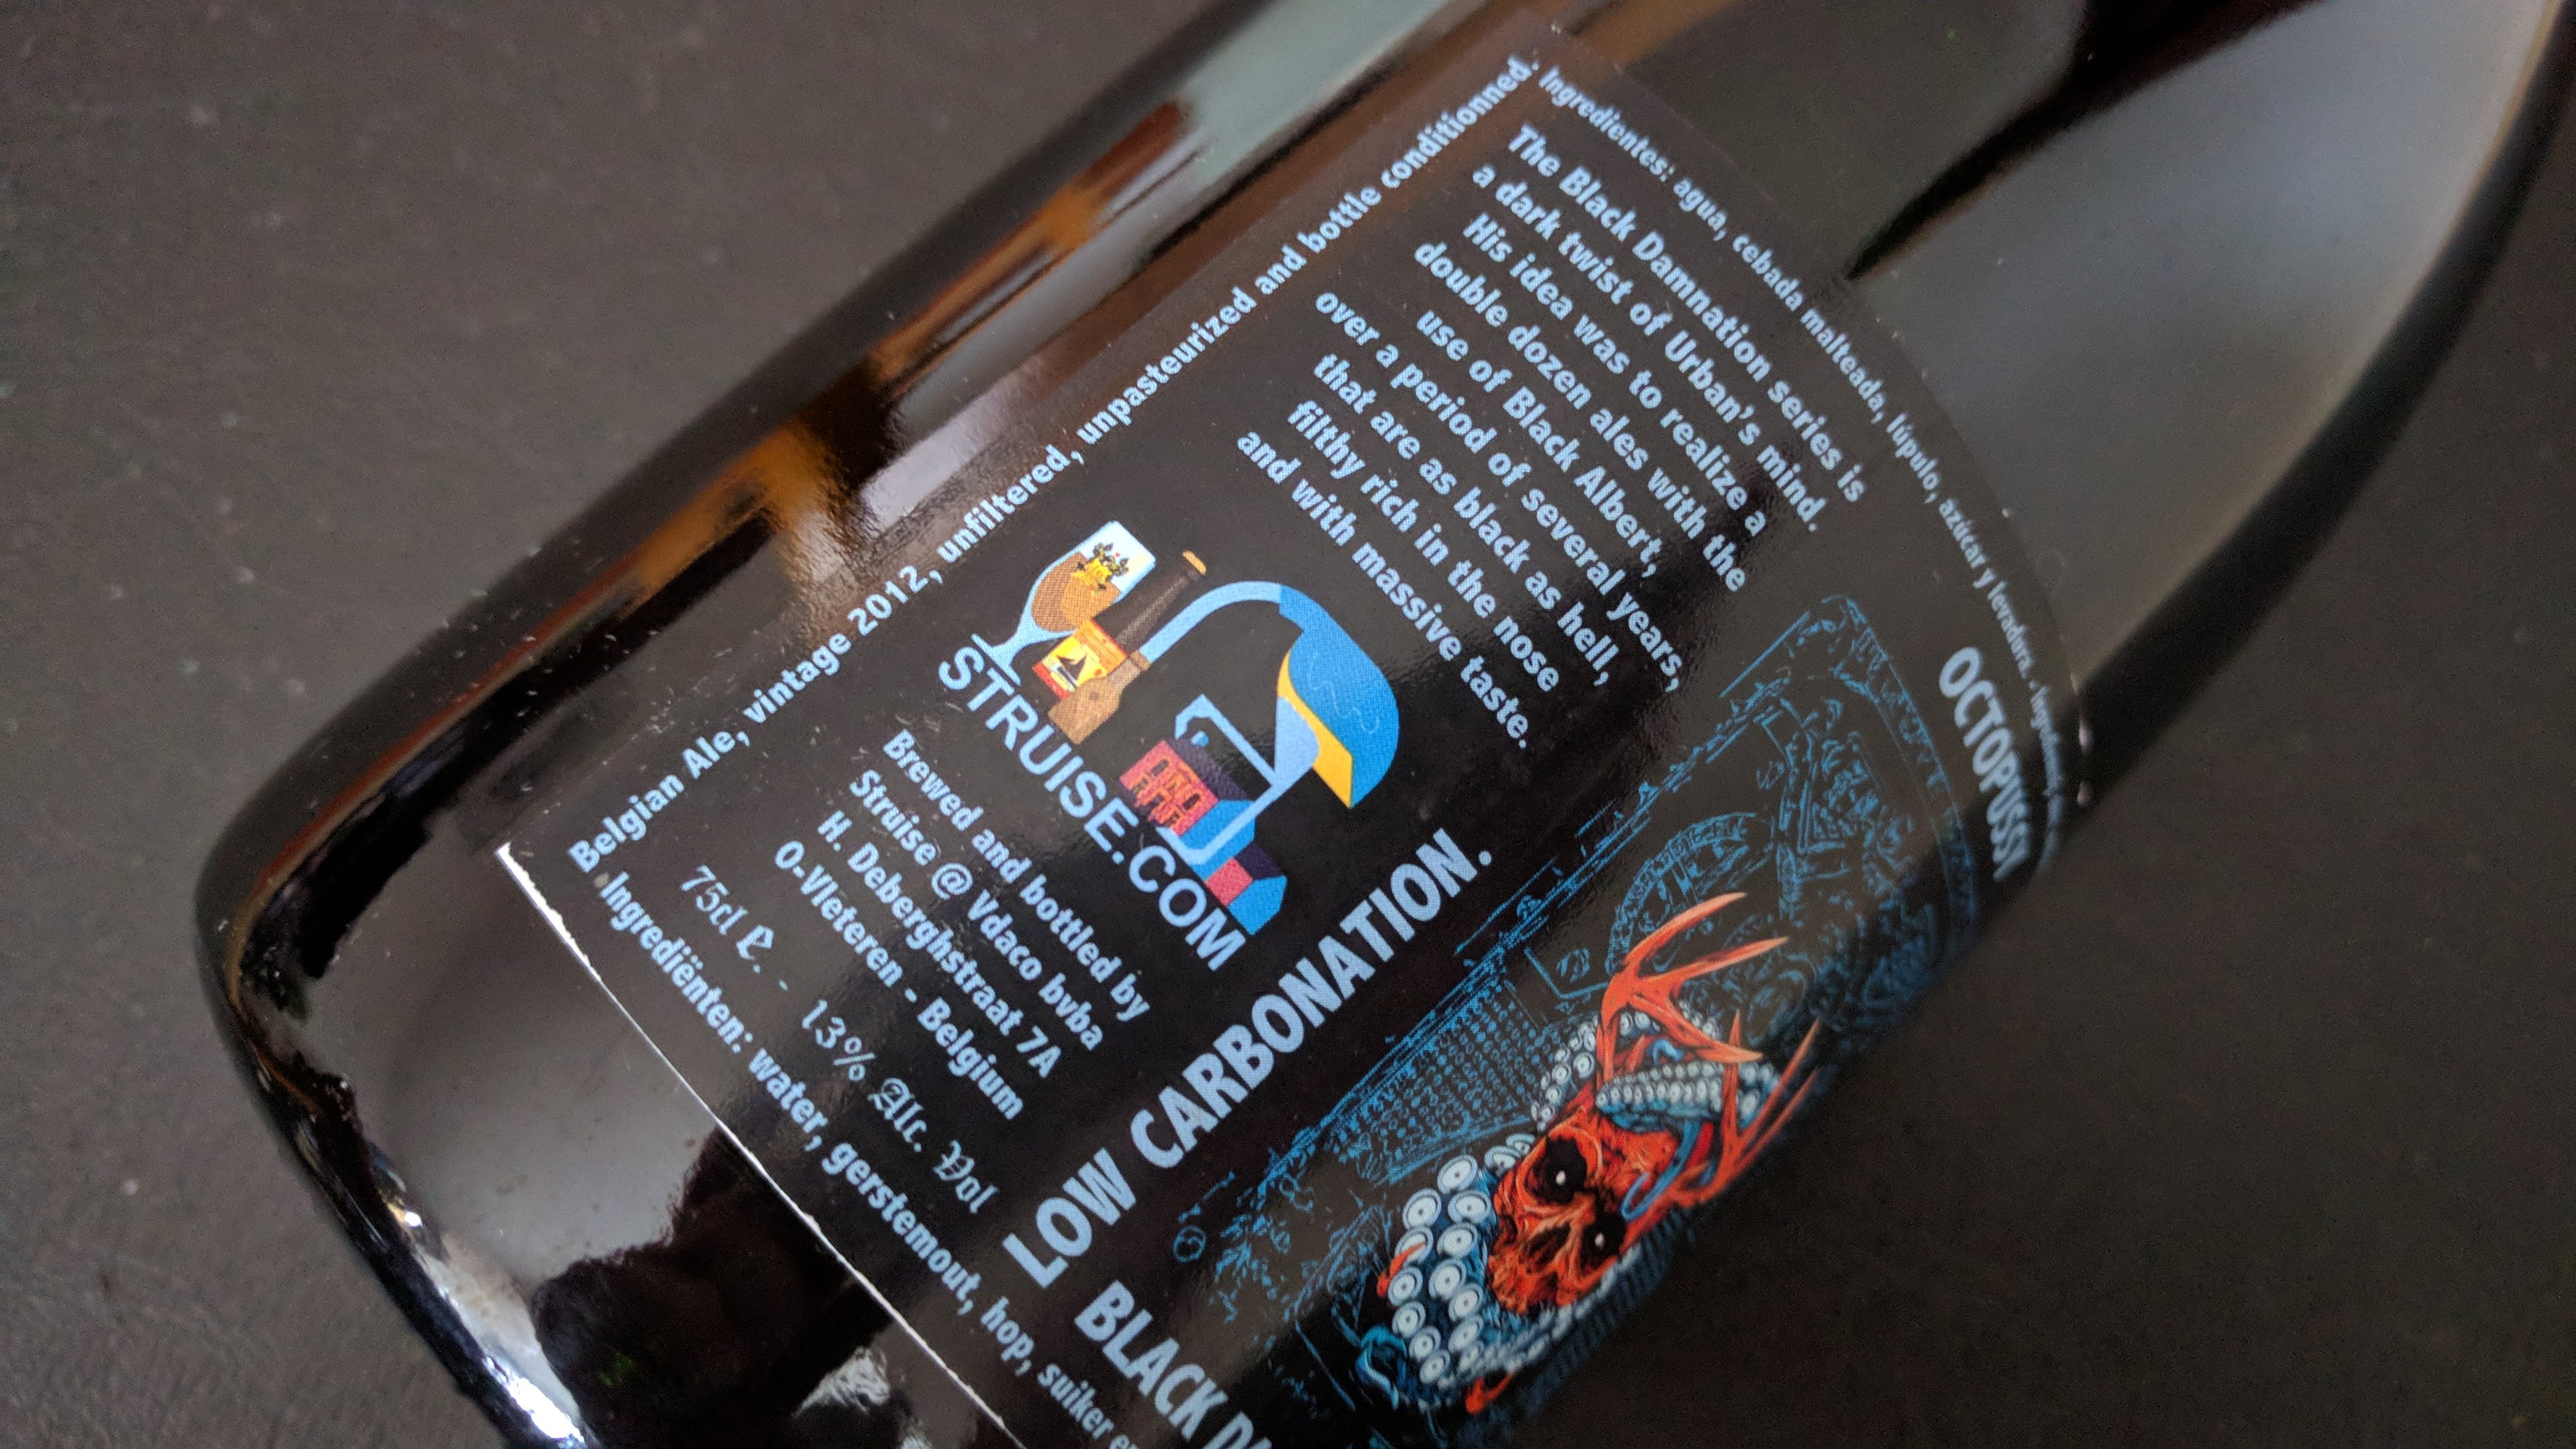 Ingredientes: agua, cebada malteada, lúpulo, azúcar y levadura.
The Black Damnation series is
a dark twist of Urban's mind.
His idea was to realize a
double dozen ales with the
use of Black Albert,
over a period of several years,
that are as black as hell,
filthy rich in the nose
and with massive taste.
STRUISE.COM
Brewed and bottled by
Struise @ Vdaco bvba
H. Deberghstraat 7A
O-Vleteren - Belgium
75cl e. - 13% Alc. Vol
Ingrediënten: water, gerstemout, hop, suiker en
Belgian Ale, vintage 2012, unfiltered, unpasteurized and bottle conditionned.
LOW CARBONATION.
OCTOPUSSY
BLACK DA